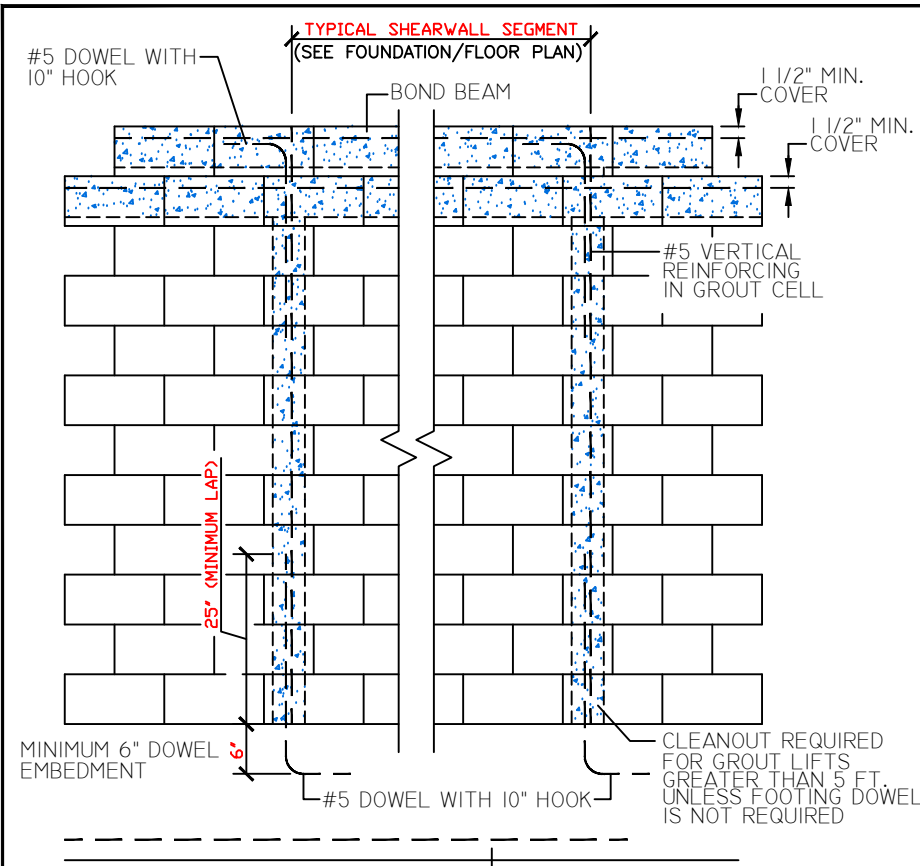 TYPICAL SHEARWALL SEGMENT
(SEE FOUNDATION/FLOOR PLAN)
#5 DOWEL WITH
10" HOOK
BOND BEAM
1 1/2" MIN.
COVER
1 1/2" MIN.
COVER
#5 VERTICAL
REINFORCING
IN GROUT CELL
25" (MINIMUM LAP)
MINIMUM 6" DOWEL
EMBEDMENT
6"
#5 DOWEL WITH 10" HOOK
CLEANOUT REQUIRED
FOR GROUT LIFTS
GREATER THAN 5 FT.
UNLESS FOOTING DOWEL
IS NOT REQUIRED